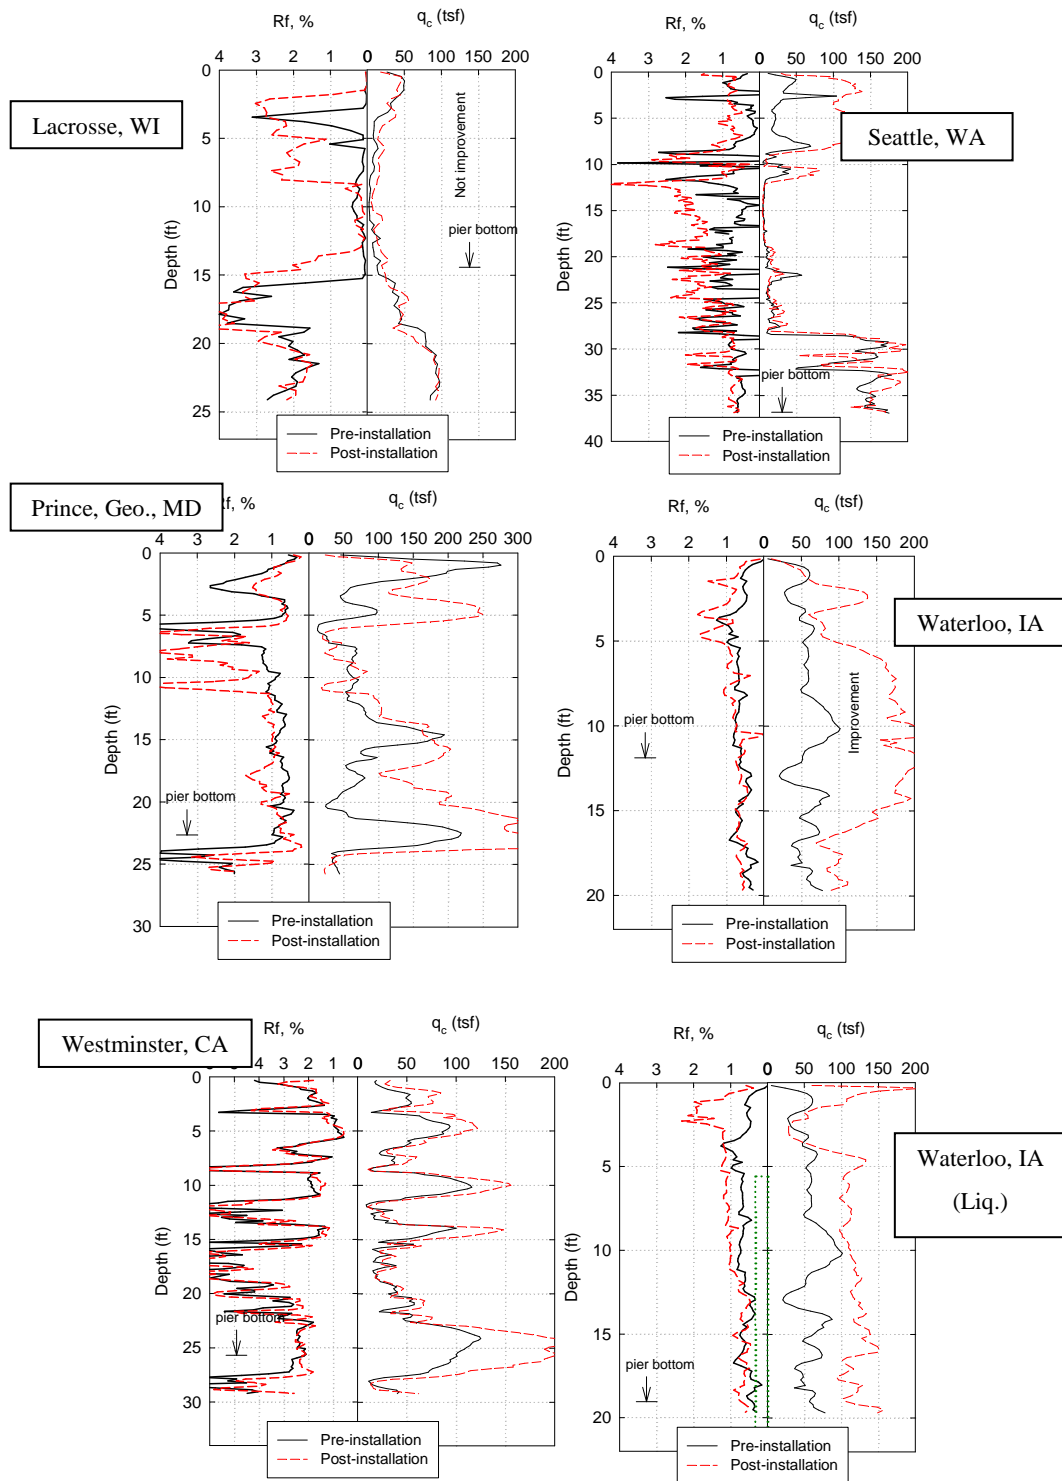 Rf, %
q_c (tsf)
4 3 2 1 0 50 100 150 200
0
5
10
15
20
25
Depth (ft)
Lacrosse, WI
Not improvement
pier bottom
Pre-installation
Post-installation
Rf, %
q_c (tsf)
4 3 2 1 0 50 100 150 200
0
5
10
15
20
25
30
35
40
Depth (ft)
Seattle, WA
pier bottom
Pre-installation
Post-installation
Prince, Geo., MD
Rf, %
q_c (tsf)
4 3 2 1 0 50 100 150 200 250 300
0
5
10
15
20
25
30
Depth (ft)
pier bottom
Pre-installation
Post-installation
Rf, %
q_c (tsf)
4 3 2 1 0 50 100 150 200
0
5
10
15
20
Depth (ft)
Waterloo, IA
pier bottom
Improvement
Pre-installation
Post-installation
Westminster, CA
Rf, %
q_c (tsf)
4 3 2 1 0 50 100 150 200
0
5
10
15
20
25
30
Depth (ft)
pier bottom
Pre-installation
Post-installation
Rf, %
q_c (tsf)
4 3 2 1 0 50 100 150 200
0
5
10
15
20
Depth (ft)
Waterloo, IA
(Liq.)
pier bottom
Pre-installation
Post-installation